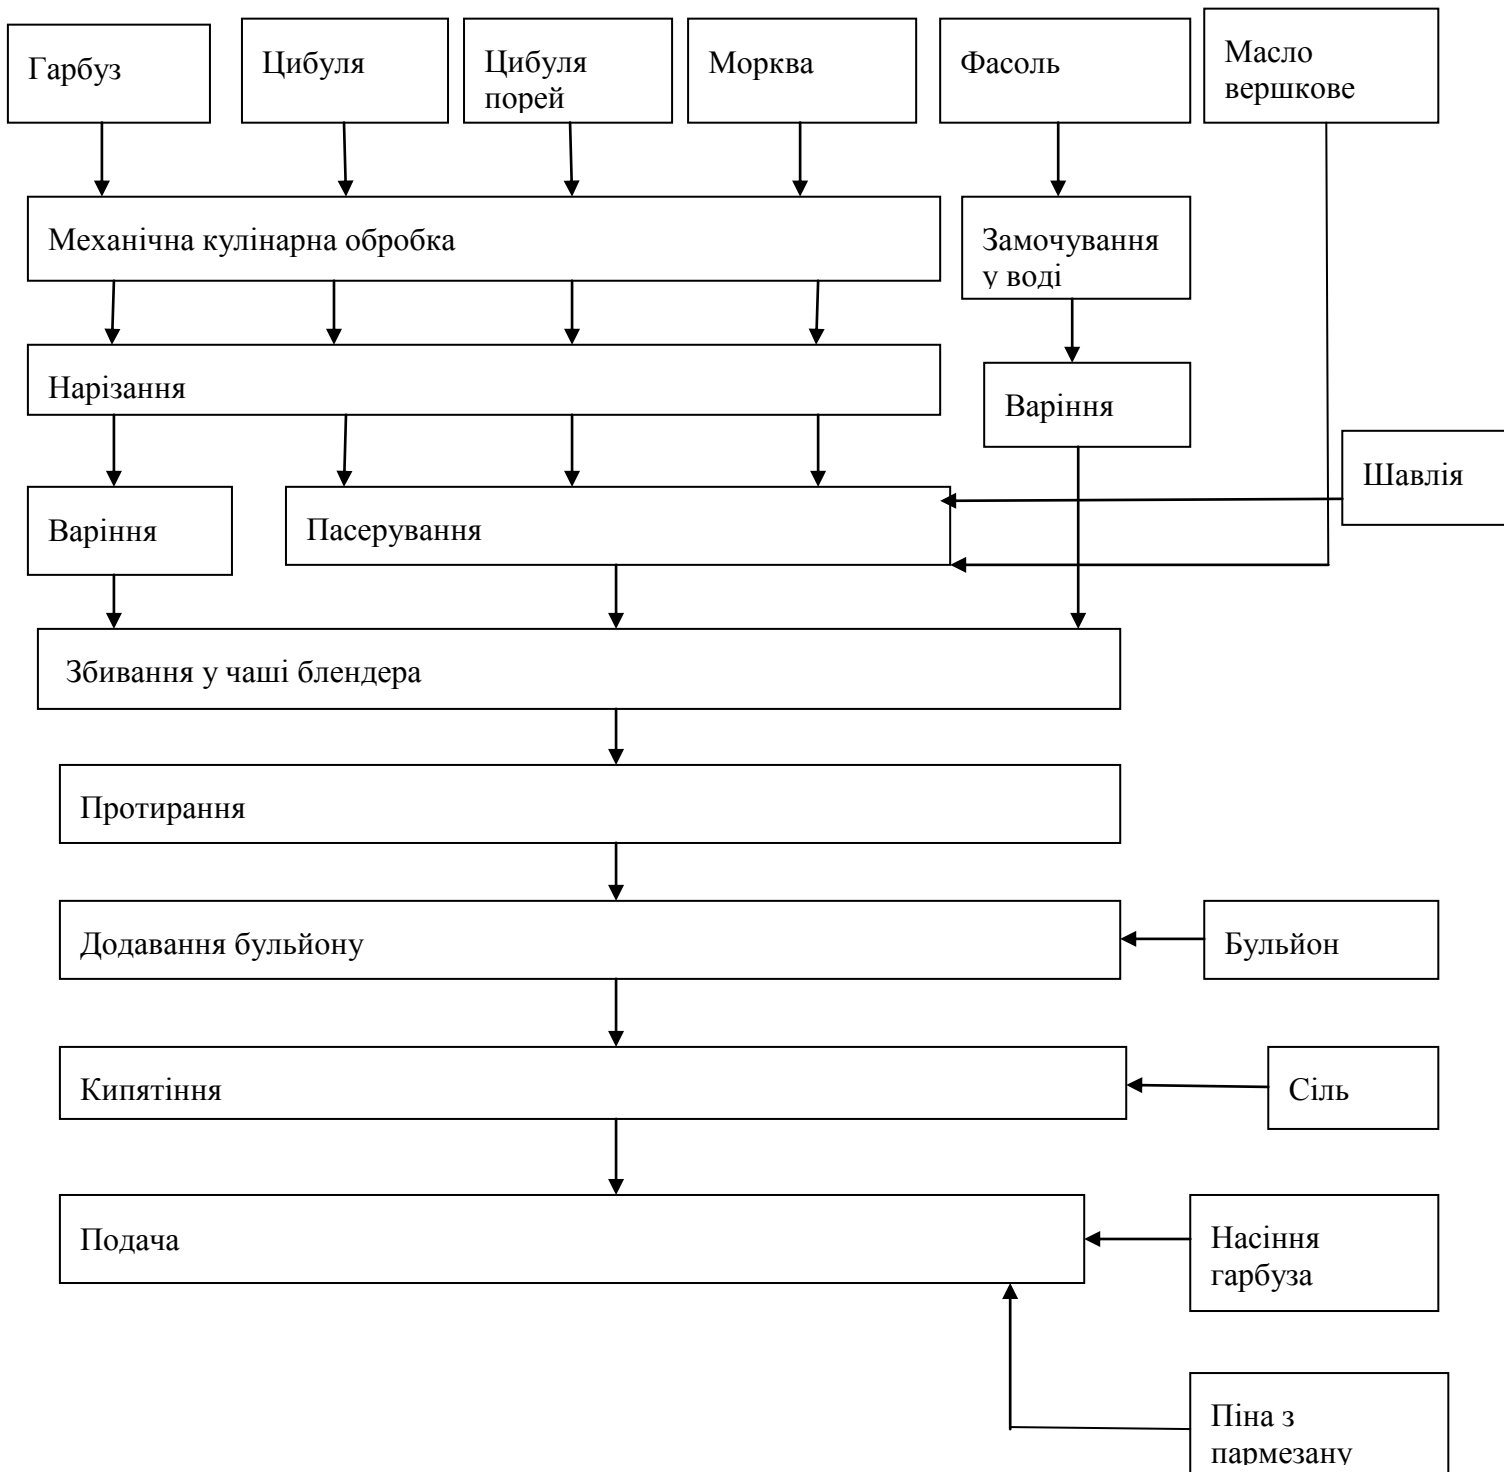 Гарбуз
Цибуля
Цибуля
порей
Морква
Фасоль
Масло
вершкове
Механічна кулінарна обробка
Замочування
у воді
Нарізання
Варіння
Шавлія
Варіння
Пасерування
Збивання у чаші блендера
Протирання
Додавання бульйону
Бульйон
Кипятіння
Сіль
Подача
Насіння
гарбуза
Піна з
пармезану